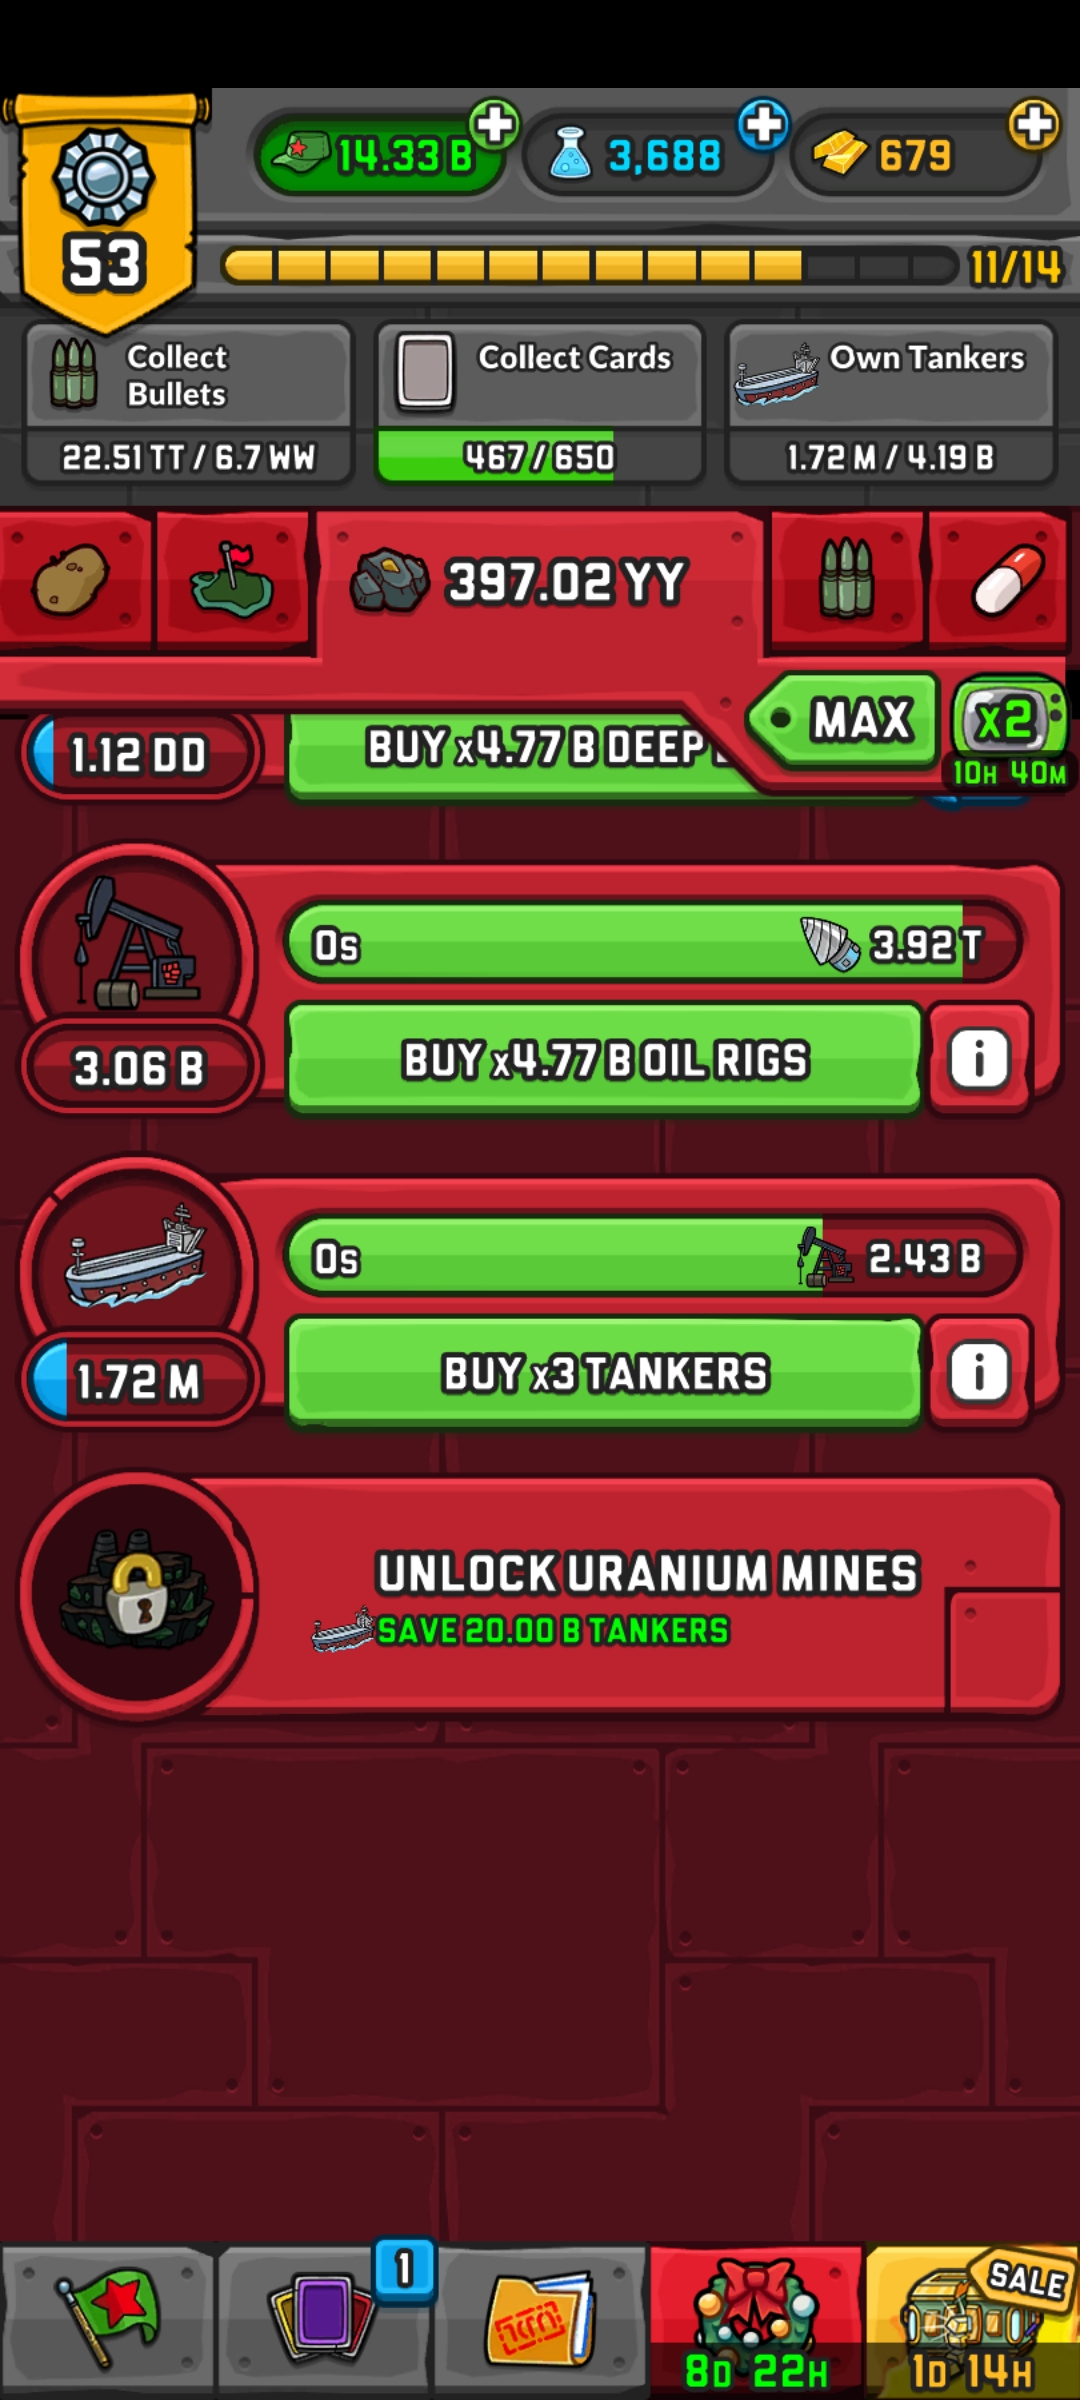 14.33 B
3,688
679
53
11/14
Collect
Bullets
22.51 TT / 6.7 WW
Collect Cards
467 / 650
Own Tankers
1.72 M / 4.19 B
397.02 YY
MAX
x2
10H 40M
1.12 DD
BUY x4.77 B DEEP
0s
3.92 T
3.06 B
BUY x4.77 B OIL RIGS
i
0s
2.43 B
1.72 M
BUY x3 TANKERS
i
UNLOCK URANIUM MINES
SAVE 20.00 B TANKERS
1
SALE
8D 22H
1D 14H